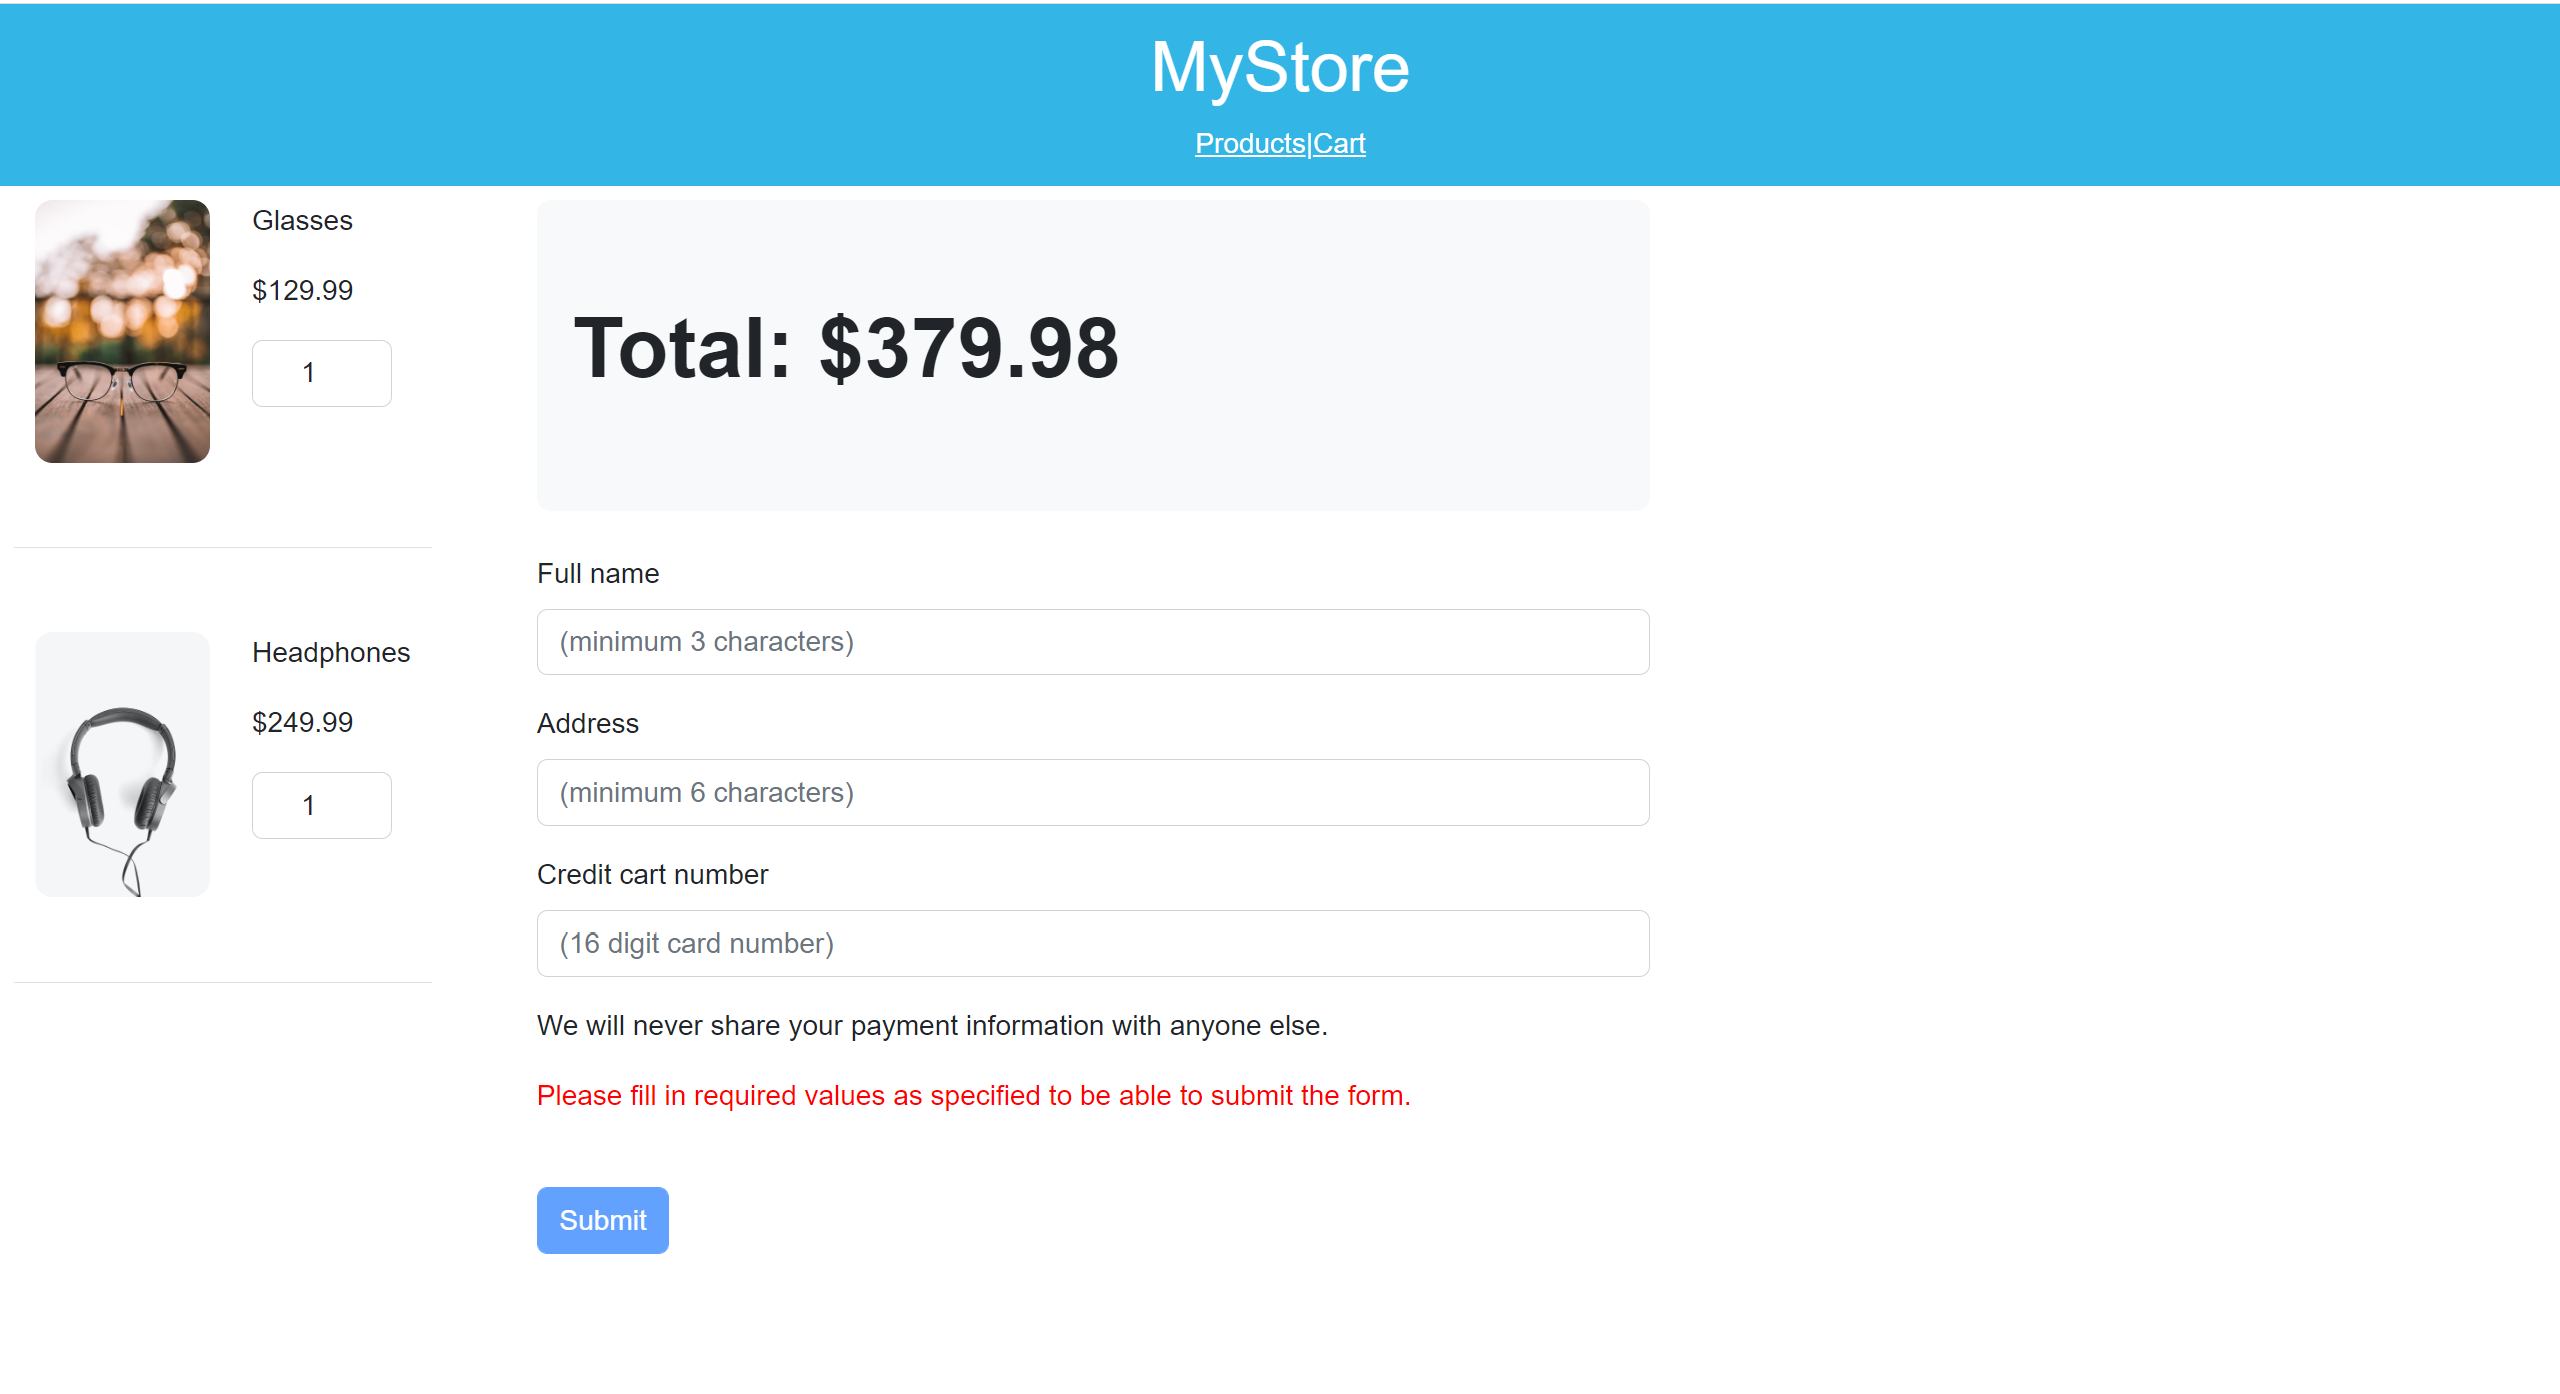 MyStore
Products|Cart
Glasses
$129.99
1
Headphones
$249.99
1
Total: $379.98
Full name
(minimum 3 characters)
Address
(minimum 6 characters)
Credit cart number
(16 digit card number)
We will never share your payment information with anyone else.
Please fill in required values as specified to be able to submit the form.
Submit